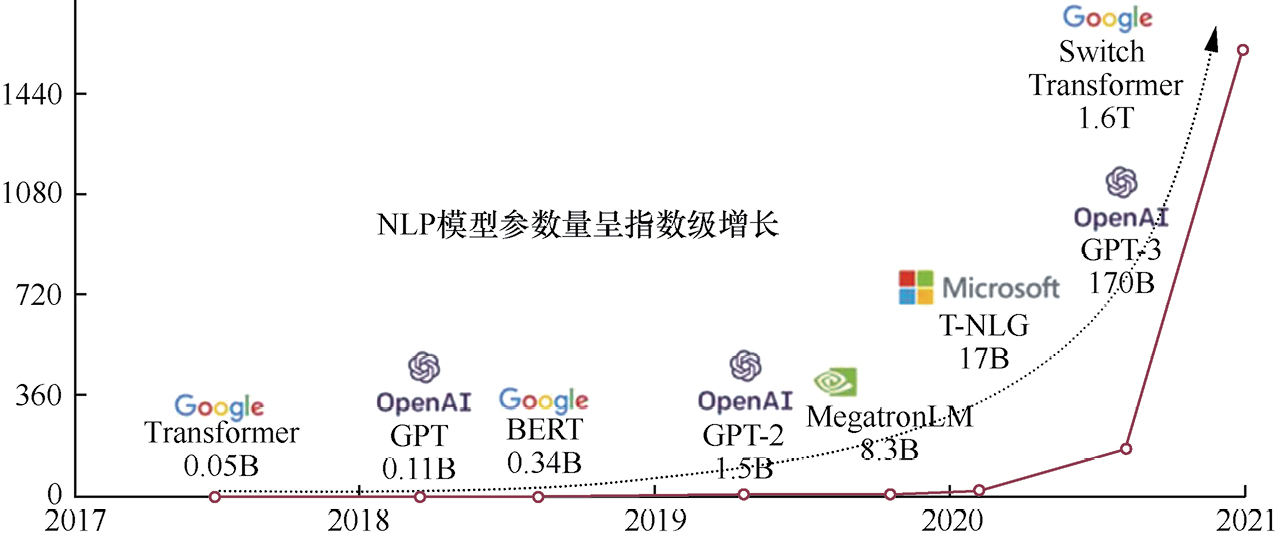 Google
Switch
Transformer
1.6T
1440
1080
OpenAI
GPT-3
170B
NLP模型参数量呈指数级增长
720
Microsoft
T-NLG
17B
360
Google
Transformer
0.05B
OpenAI
GPT
0.11B
Google
BERT
0.34B
OpenAI
GPT-2
1.5B
MegatronLM
8.3B
0
2017
2018
2019
2020
2021